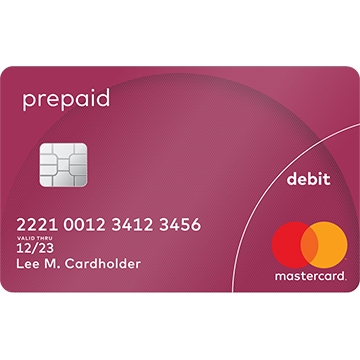 prepaid
debit
2221 0012 3412 3456
VALID THRU
12/23
Lee M. Cardholder
mastercard.